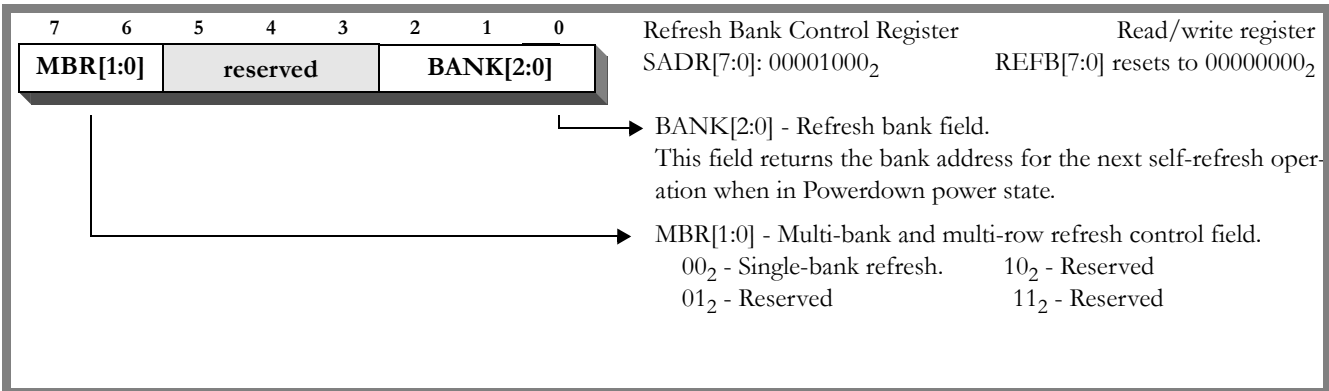 7 6 5 4 3 2 1 0
MBR[1:0] reserved BANK[2:0]
Refresh Bank Control Register Read/write register
SADR[7:0]: 00001000₂ REFB[7:0] resets to 00000000₂
BANK[2:0] - Refresh bank field.
This field returns the bank address for the next self-refresh oper-
ation when in Powerdown power state.
MBR[1:0] - Multi-bank and multi-row refresh control field.
00₂ - Single-bank refresh. 10₂ - Reserved
01₂ - Reserved 11₂ - Reserved